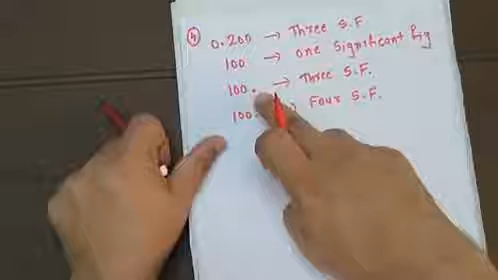 4 0.200 → Three S.F
100 → one significant fig
100. → Three S.F.
100 → Four S.F.